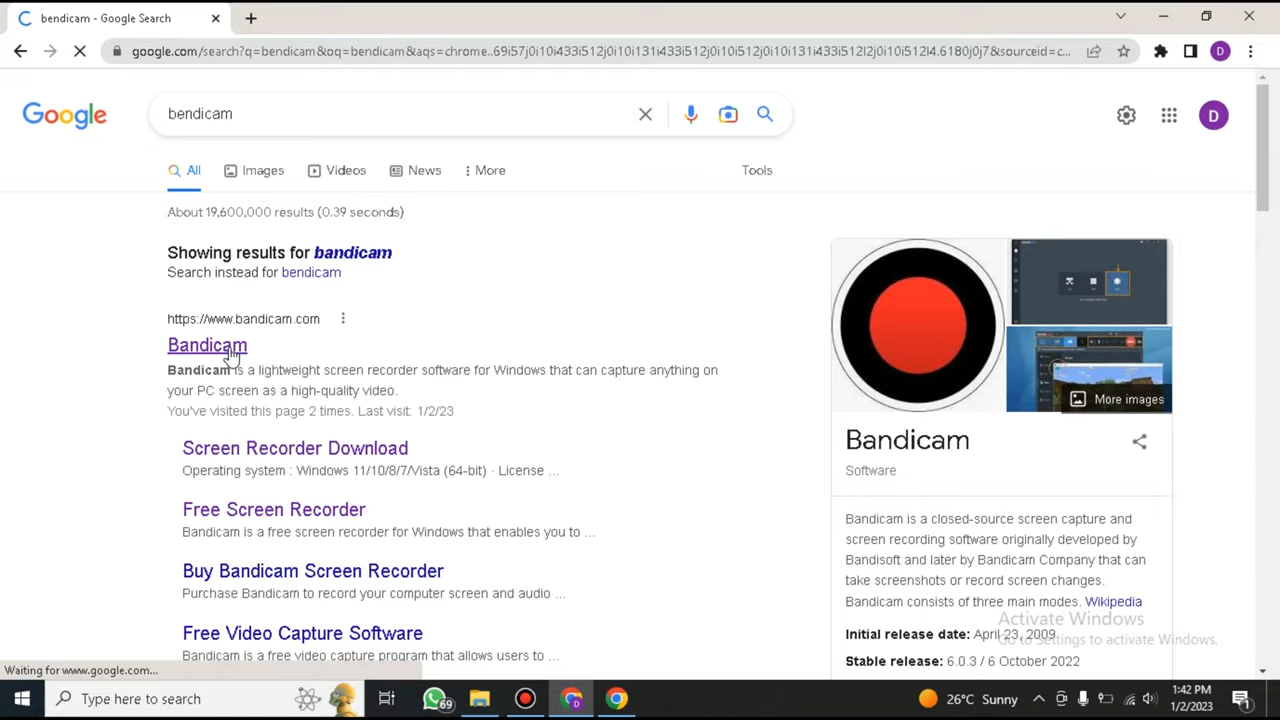 bendicam - Google Search
google.com/search?q=bendicam&oq=bendicam&aqs=chrome..69i57j0i10i433i512j0i10i131i433i512j0i10i512j0i10i131i433i512l2j0i10i512l4.6180j0j7&sourceid=c...
D
Google
bendicam
D
All
Images
Videos
News
More
Tools
About 19,600,000 results (0.39 seconds)
Showing results for bandicam
Search instead for bendicam
https://www.bandicam.com
Bandicam
Bandicam is a lightweight screen recorder software for Windows that can capture anything on
your PC screen as a high-quality video.
You've visited this page 2 times. Last visit: 1/2/23
Screen Recorder Download
Operating system : Windows 11/10/8/7/Vista (64-bit) · License ...
Free Screen Recorder
Bandicam is a free screen recorder for Windows that enables you to ...
Buy Bandicam Screen Recorder
Purchase Bandicam to record your computer screen and audio ...
Free Video Capture Software
Bandicam is a free video capture program that allows users to ...
More images
Bandicam
Software
Bandicam is a closed-source screen capture and
screen recording software originally developed by
Bandisoft and later by Bandicam Company that can
take screenshots or record screen changes.
Bandicam consists of three main modes. Wikipedia
Initial release date: April 23, 2009
Stable release: 6.0.3 / 6 October 2022
Activate Windows
Go to Settings to activate Windows.
Waiting for www.google.com...
Type here to search
69
D
26°C Sunny
1:42 PM
1/2/2023
1